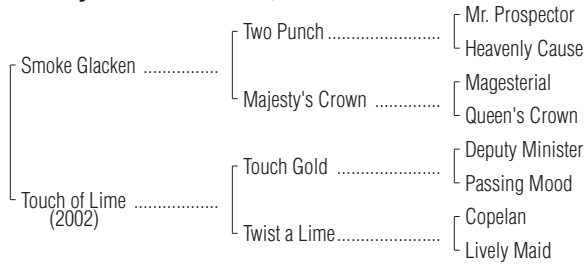 Mr. Prospector
Two Punch ......................
Heavenly Cause
Smoke Glacken ...............
Magesterial
Majesty's Crown .............
Queen's Crown
Deputy Minister
Touch Gold ....................
Passing Mood
Touch of Lime .................
(2002)
Copelan
Twist a Lime....................
Lively Maid